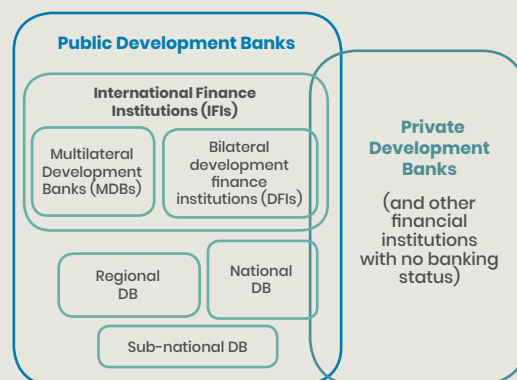 Public Development Banks
International Finance
Institutions (IFIs)
Multilateral
Development
Banks (MDBs)
Bilateral
development
finance
institutions (DFIs)
Regional
DB
National
DB
Sub-national DB
Private
Development
Banks
(and other
financial
institutions
with no banking
status)